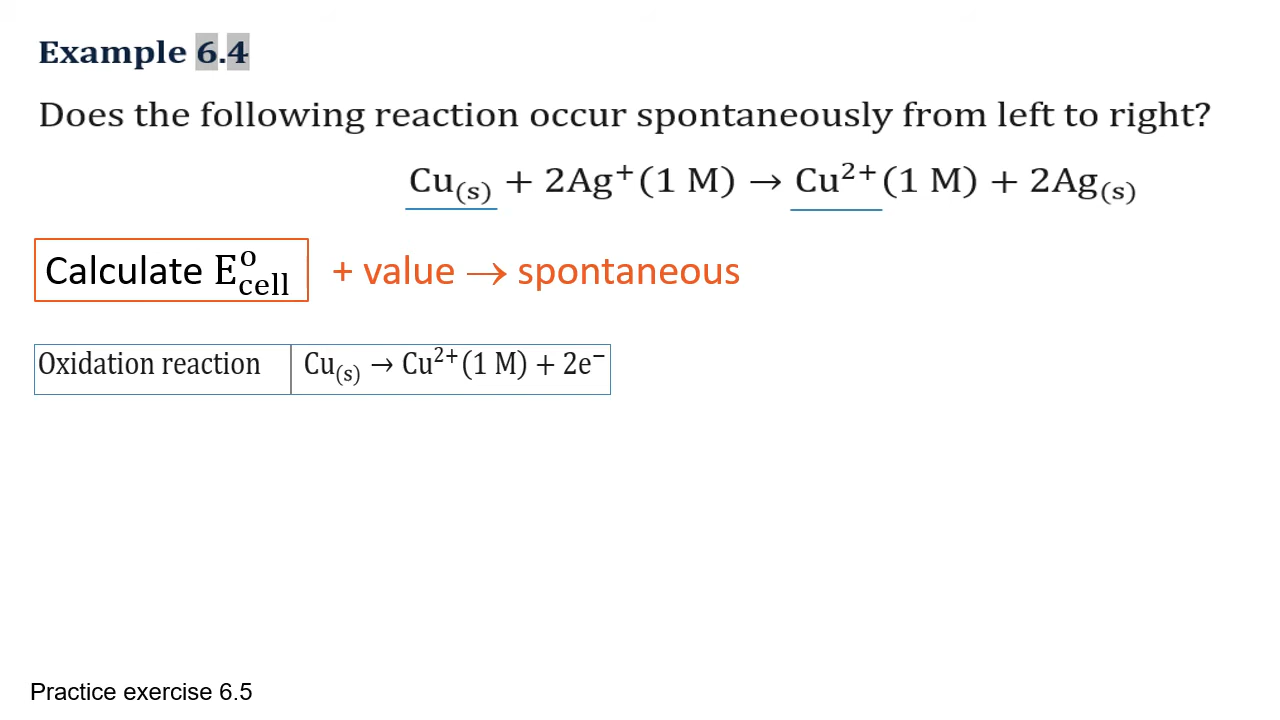 Example 6.4
Does the following reaction occur spontaneously from left to right?
Cu₍ₛ₎ + 2Ag⁺(1 M) → Cu²⁺(1 M) + 2Ag₍ₛ₎
Calculate E°cell + value → spontaneous
Oxidation reaction Cu₍ₛ₎ → Cu²⁺(1 M) + 2e⁻
Practice exercise 6.5